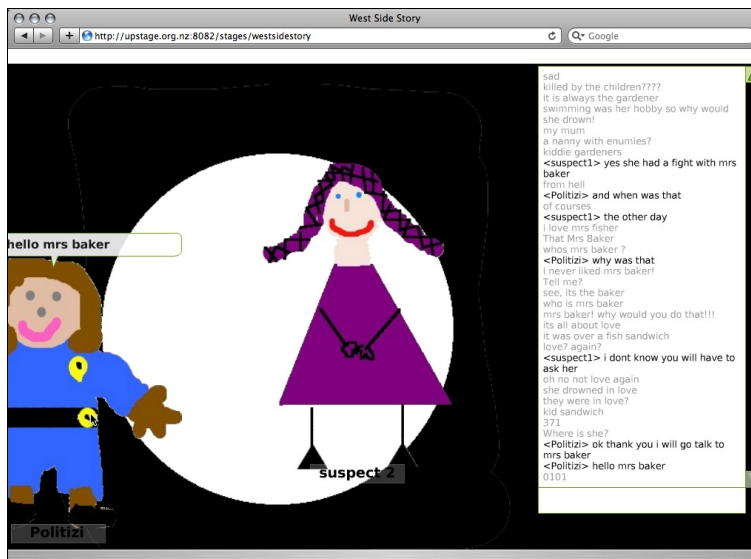 West Side Story
http://upstage.org.nz:8082/stages/westsidestory
Google
hello mrs baker
suspect 2
Politizi
sad
killed by the children????
it is always the gardener
swimming was her hobby so why would
she drown!
my mum
a nanny with enumies?
kiddie gardeners
<suspect1> yes she had a fight with mrs
baker
from hell
<Politizi> and when was that
of courses
<suspect1> the other day
i love mrs fisher
That Mrs Baker
whos mrs baker ?
<Politizi> why was that
i never liked mrs baker!
Tell me?
see, its the baker
who is mrs baker
mrs baker! why would you do that!!!
its all about love
it was over a fish sandwich
love? again?
<suspect1> i dont know you will have to
ask her
oh no not love again
she drowned in love
they were in love?
kid sandwich
371
Where is she?
<Politizi> ok thank you i will go talk to
mrs baker
<Politizi> hello mrs baker
0101